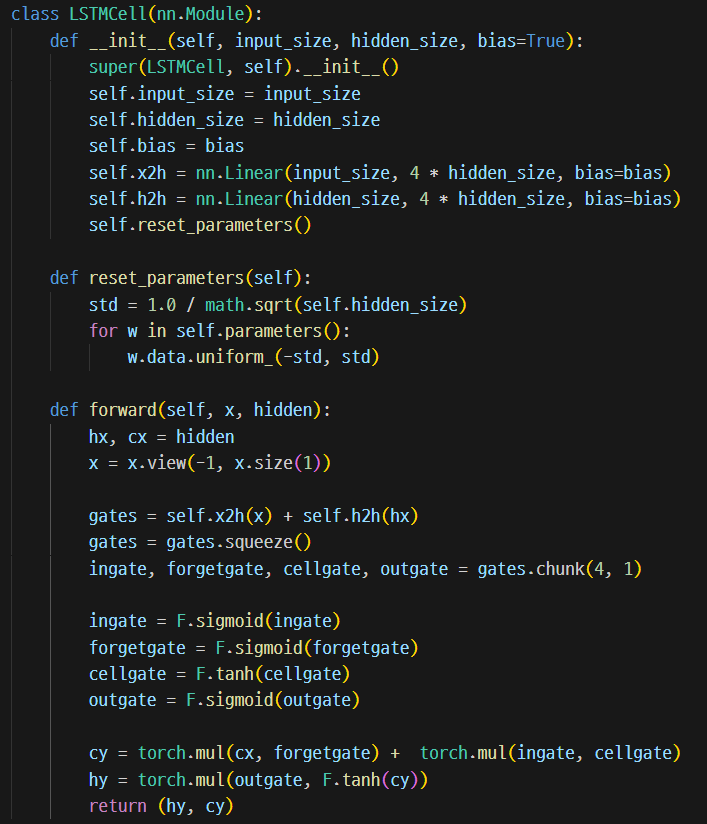 class LSTMCell(nn.Module):
    def __init__(self, input_size, hidden_size, bias=True):
        super(LSTMCell, self).__init__()
        self.input_size = input_size
        self.hidden_size = hidden_size
        self.bias = bias
        self.x2h = nn.Linear(input_size, 4 * hidden_size, bias=bias)
        self.h2h = nn.Linear(hidden_size, 4 * hidden_size, bias=bias)
        self.reset_parameters()

    def reset_parameters(self):
        std = 1.0 / math.sqrt(self.hidden_size)
        for w in self.parameters():
            w.data.uniform_(-std, std)

    def forward(self, x, hidden):
        hx, cx = hidden
        x = x.view(-1, x.size(1))

        gates = self.x2h(x) + self.h2h(hx)
        gates = gates.squeeze()
        ingate, forgetgate, cellgate, outgate = gates.chunk(4, 1)

        ingate = F.sigmoid(ingate)
        forgetgate = F.sigmoid(forgetgate)
        cellgate = F.tanh(cellgate)
        outgate = F.sigmoid(outgate)

        cy = torch.mul(cx, forgetgate) +  torch.mul(ingate, cellgate)
        hy = torch.mul(outgate, F.tanh(cy))
        return (hy, cy)